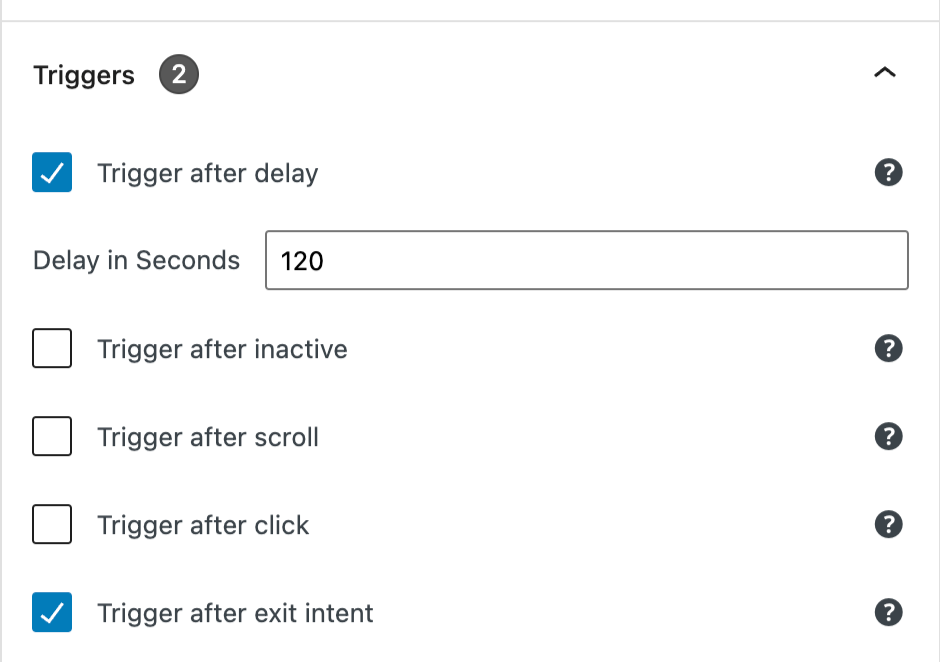 Triggers 2
Trigger after delay ?
Delay in Seconds 120
Trigger after inactive ?
Trigger after scroll ?
Trigger after click ?
Trigger after exit intent ?